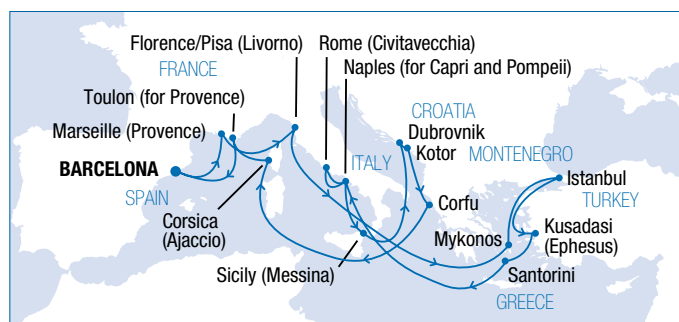 Florence/Pisa (Livorno)
Rome (Civitavecchia)
FRANCE
Naples (for Capri and Pompeii)
Toulon (for Provence)
CROATIA
Marseille (Provence)
Dubrovnik
Kotor
MONTENEGRO
BARCELONA
ITALY
Istanbul
SPAIN
TURKEY
Corsica
(Ajaccio)
Corfu
Kusadasi
(Ephesus)
Mykonos
Sicily (Messina)
Santorini
GREECE